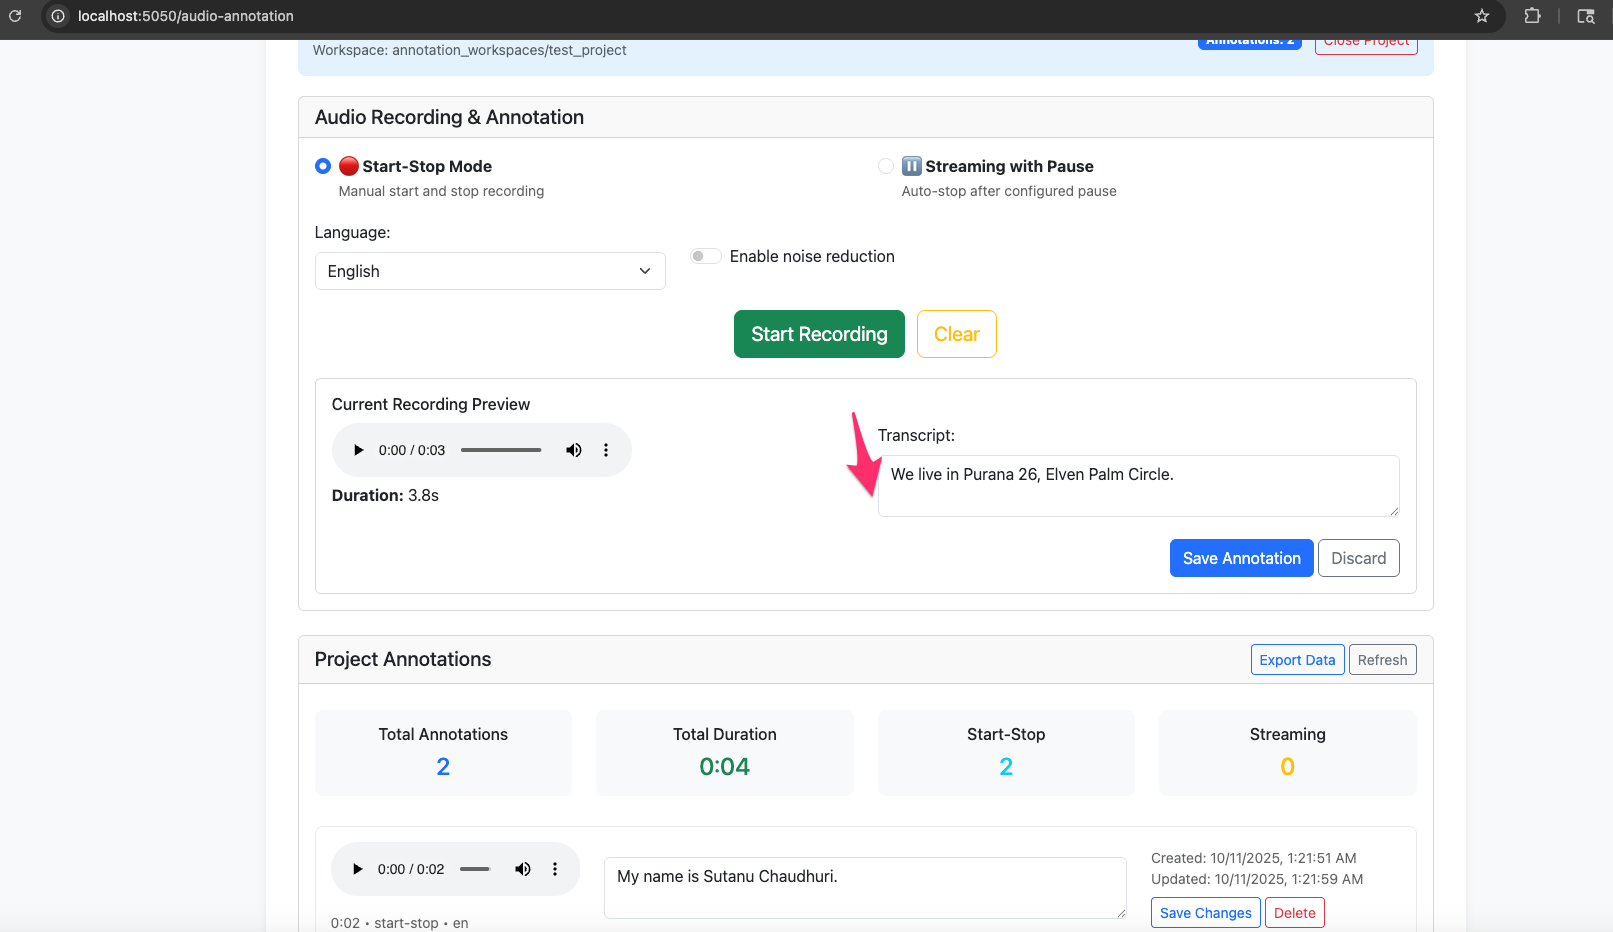 localhost:5050/audio-annotation
Workspace: annotation_workspaces/test_project
Annotations: 2
Close Project
Audio Recording & Annotation
Start-Stop Mode
Manual start and stop recording
Streaming with Pause
Auto-stop after configured pause
Language:
English
Enable noise reduction
Start Recording
Clear
Current Recording Preview
0:00 / 0:03
Duration: 3.8s
Transcript:
We live in Purana 26, Elven Palm Circle.
Save Annotation
Discard
Project Annotations
Export Data
Refresh
Total Annotations
2
Total Duration
0:04
Start-Stop
2
Streaming
0
0:00 / 0:02
0:02 • start-stop • en
My name is Sutanu Chaudhuri.
Created: 10/11/2025, 1:21:51 AM
Updated: 10/11/2025, 1:21:59 AM
Save Changes
Delete